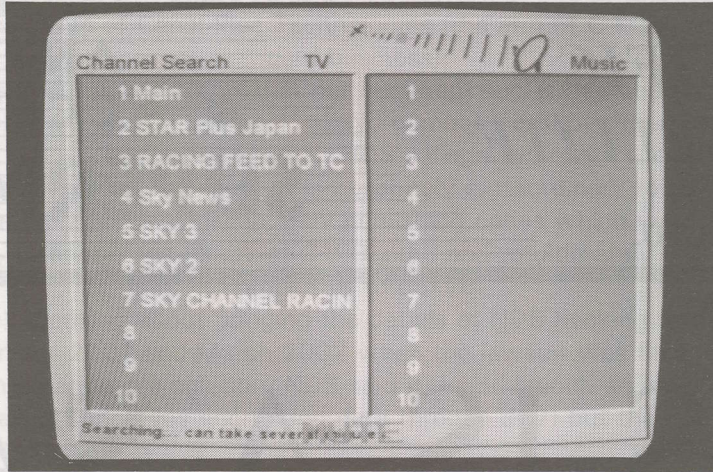 Channel Search TV Music
1 Main
2 STAR Plus Japan
3 RACING FEED TO TC
4 Sky News
5 SKY 3
6 SKY 2
7 SKY CHANNEL RACIN
8
9
10
1
2
3
4
5
6
7
8
9
10
Searching... can take several
MUTE